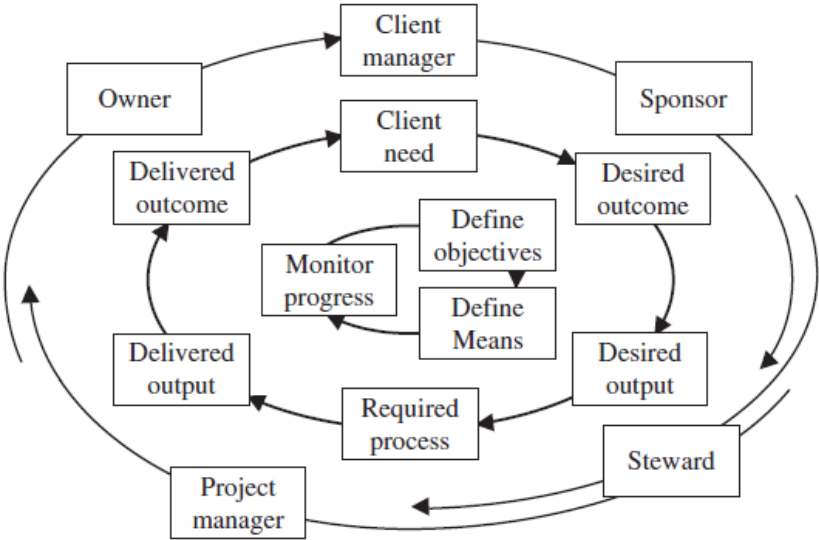 Client
manager
Owner
Sponsor
Client
need
Delivered
outcome
Desired
outcome
Define
objectives
Monitor
progress
Define
Means
Delivered
output
Desired
output
Required
process
Steward
Project
manager